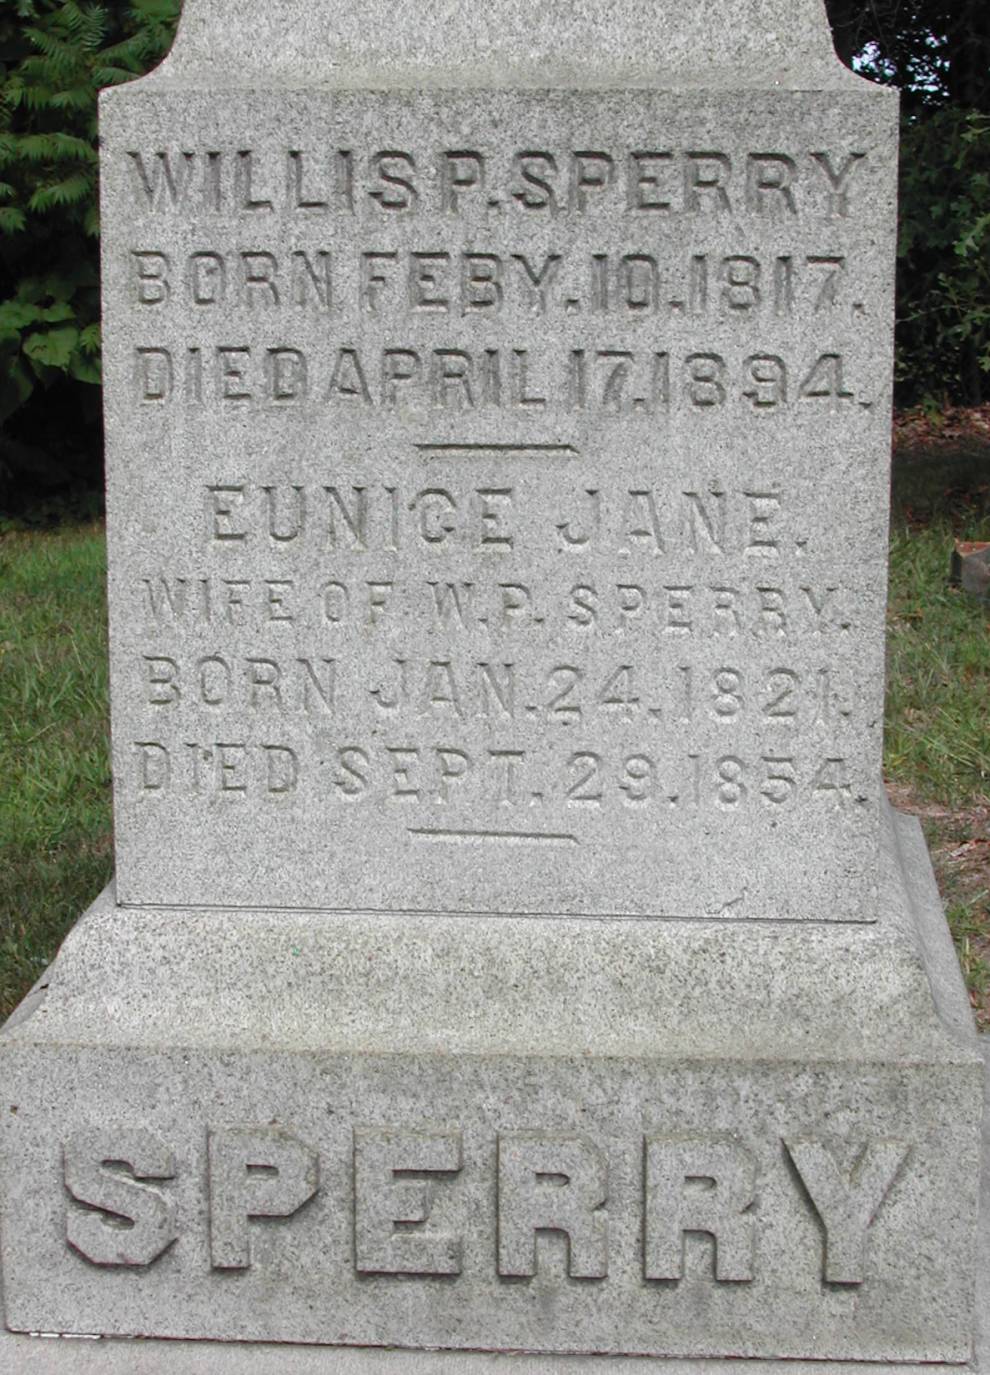 WILLIS P. SPERRY
BORN FEBY. 10. 1817.
DIED APRIL 17. 1894.
EUNICE JANE.
WIFE OF W. P. SPERRY.
BORN JAN. 24. 1821.
DIED SEPT. 29. 1854.
SPERRY